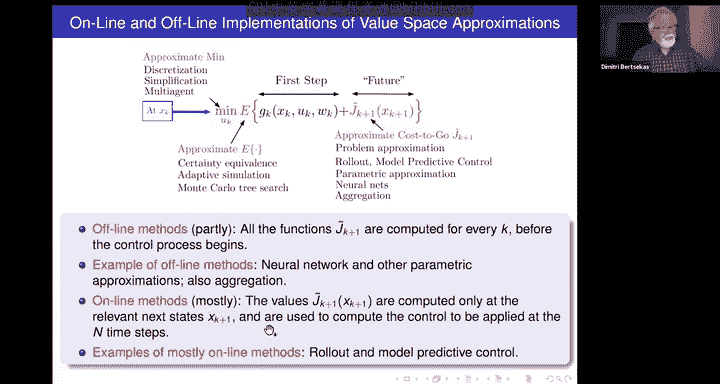 On-Line and Off-Line Implementations of Value Space Approximations
Dimitri Bertsekas
Approximate Min
Discretization
Simplification
Multiagent
First Step
“Future”
At x_k
min_{u_k} E{g_k(x_k, u_k, w_k) + J̃_{k+1}(x_{k+1})}
Approximate E{·}
Certainty equivalence
Adaptive simulation
Monte Carlo tree search
Approximate Cost-to-Go J̃_{k+1}
Problem approximation
Rollout, Model Predictive Control
Parametric approximation
Neural nets
Aggregation
Off-line methods (partly): All the functions J̃_{k+1} are computed for every k, before
the control process begins.
Example of off-line methods: Neural network and other parametric
approximations; also aggregation.
On-line methods (mostly): The values J̃_{k+1}(x_{k+1}) are computed only at the
relevant next states x_{k+1}, and are used to compute the control to be applied at the
N time steps.
Examples of mostly on-line methods: Rollout and model predictive control.